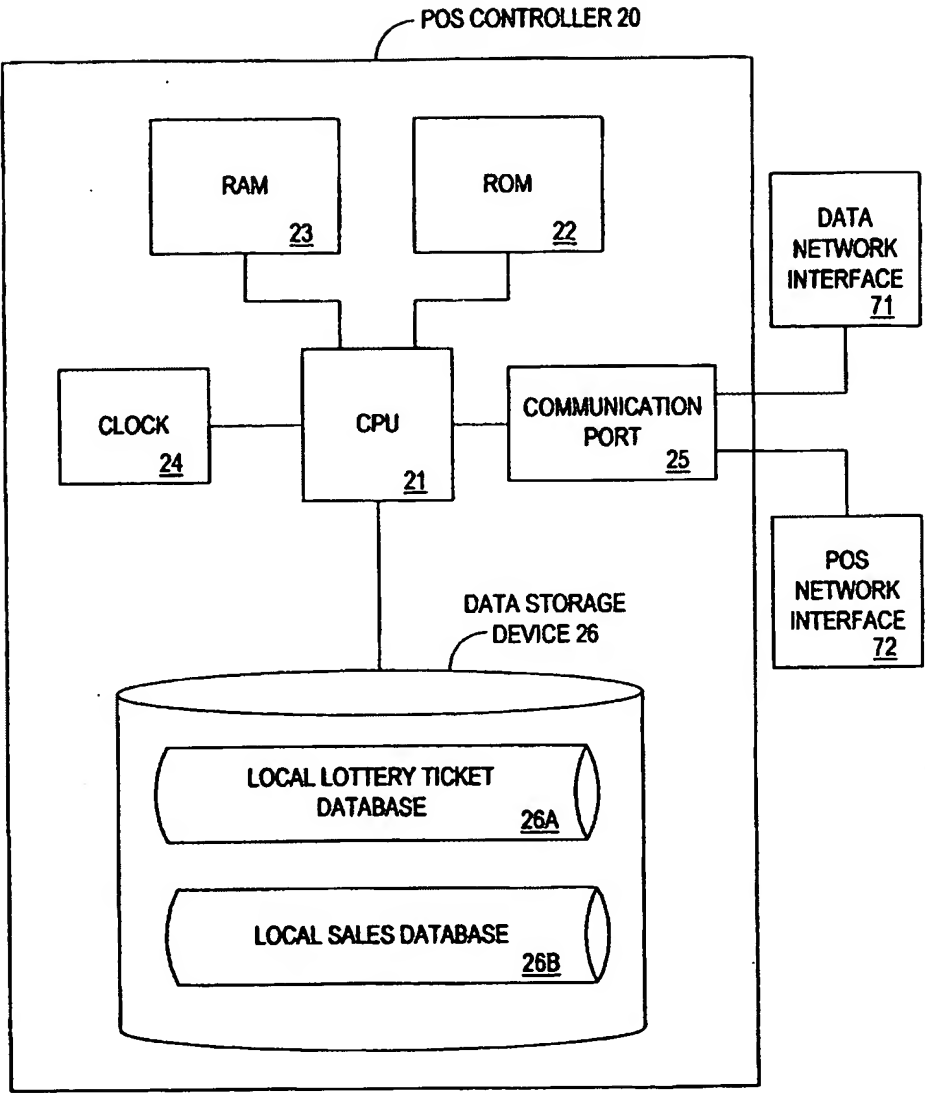 POS CONTROLLER 20
RAM
23
ROM
22
DATA
NETWORK
INTERFACE
71
CLOCK
24
CPU
21
COMMUNICATION
PORT
25
POS
NETWORK
INTERFACE
72
DATA STORAGE
DEVICE 26
LOCAL LOTTERY TICKET
DATABASE
26A
LOCAL SALES DATABASE
26B